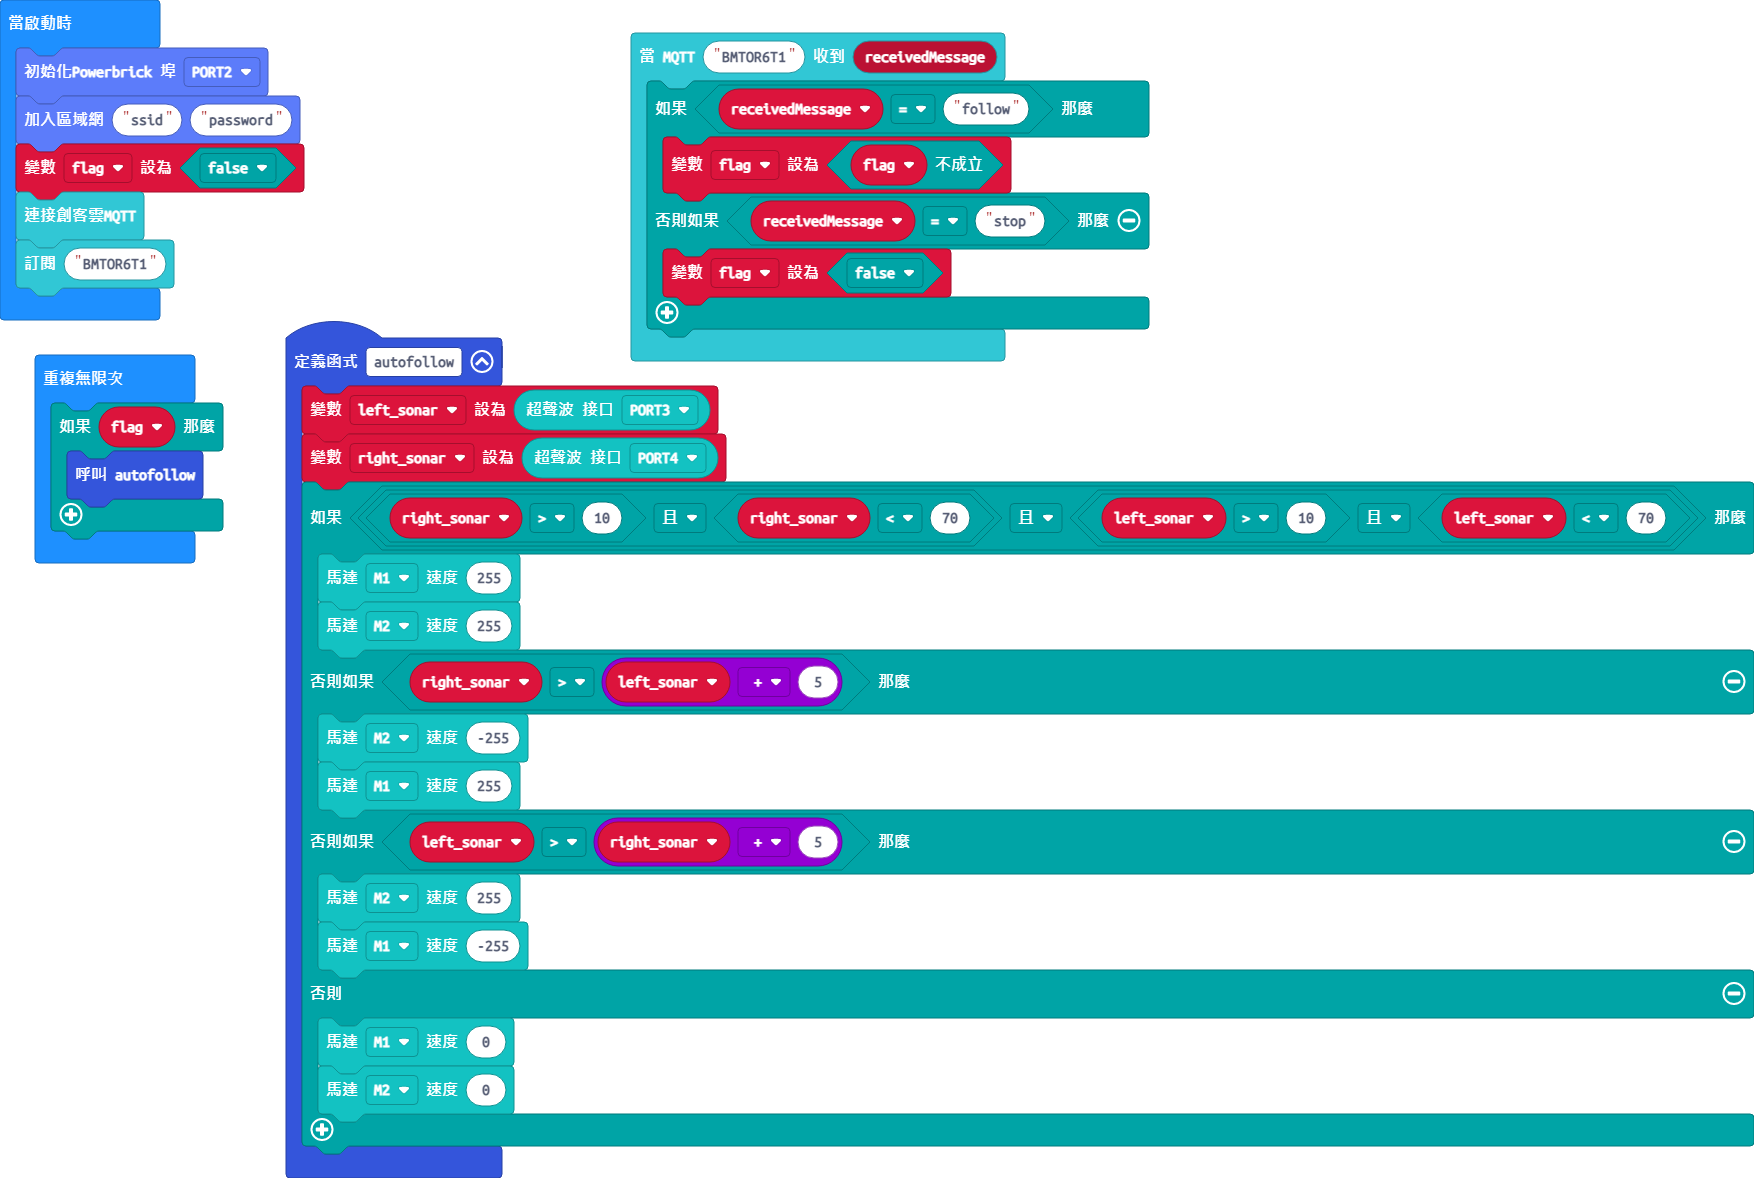 當啟動時
初始化Powerbrick 埠 PORT2
加入區域網 "ssid" "password"
變數 flag 設為 false
連接創客雲MQTT
訂閱 "BMTOR6T1"
當 MQTT "BMTOR6T1" 收到 receivedMessage
如果 receivedMessage = "follow" 那麼
變數 flag 設為 flag 不成立
否則如果 receivedMessage = "stop" 那麼
變數 flag 設為 false
重複無限次
如果 flag 那麼
呼叫 autofollow
定義函式 autofollow
變數 left_sonar 設為 超聲波 接口 PORT3
變數 right_sonar 設為 超聲波 接口 PORT4
如果 right_sonar > 10 且 right_sonar < 70 且 left_sonar > 10 且 left_sonar < 70 那麼
馬達 M1 速度 255
馬達 M2 速度 255
否則如果 right_sonar > left_sonar + 5 那麼
馬達 M2 速度 -255
馬達 M1 速度 255
否則如果 left_sonar > right_sonar + 5 那麼
馬達 M2 速度 255
馬達 M1 速度 -255
否則
馬達 M1 速度 0
馬達 M2 速度 0